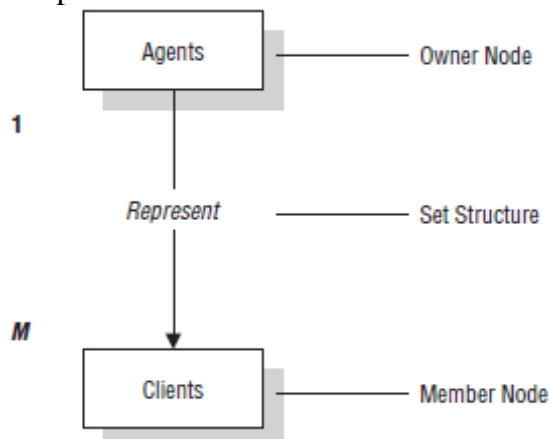 Agents
Owner Node
1
Represent
Set Structure
M
Clients
Member Node